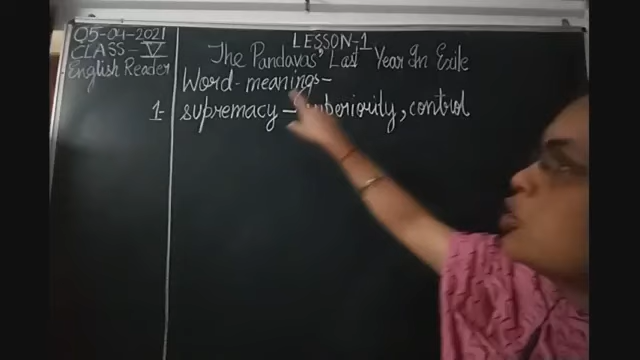 05-04-2021
CLASS-V
English Reader
LESSON-1
The Pandavas' Last Year In Exile
Word-meanings-
1- supremacy - superiority, control